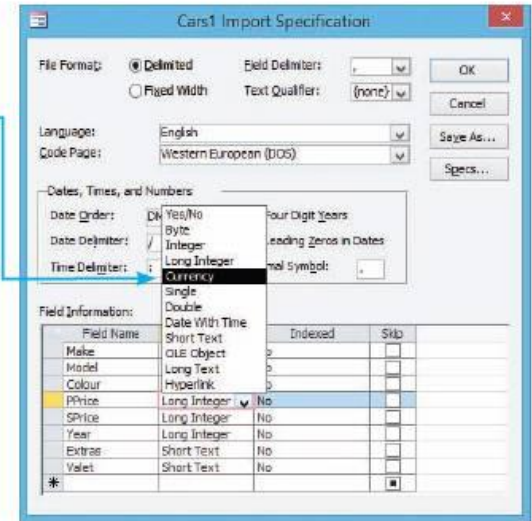 Cars1 Import Specification
File Format: Delimited Field Delimiter: , OK
Fixed Width Text Qualifier: {none} Cancel
Language: English Save As...
Code Page: Western European (DOS) Specs...
Dates, Times, and Numbers
Date Order: DM Four Digit Years
Date Delimiter: / Leading Zeros in Dates
Time Delimiter: : mal Symbol: .
Yes/No
Byte
Integer
Long Integer
Currency
Single
Double
Date With Time
Short Text
OLE Object
Long Text
Hyperlink
Field Information:
Field Name Indexed Skip
Make
Model
Colour
PPrice Long Integer No
SPrice Long Integer No
Year Long Integer No
Extras Short Text No
Valet Short Text No
*